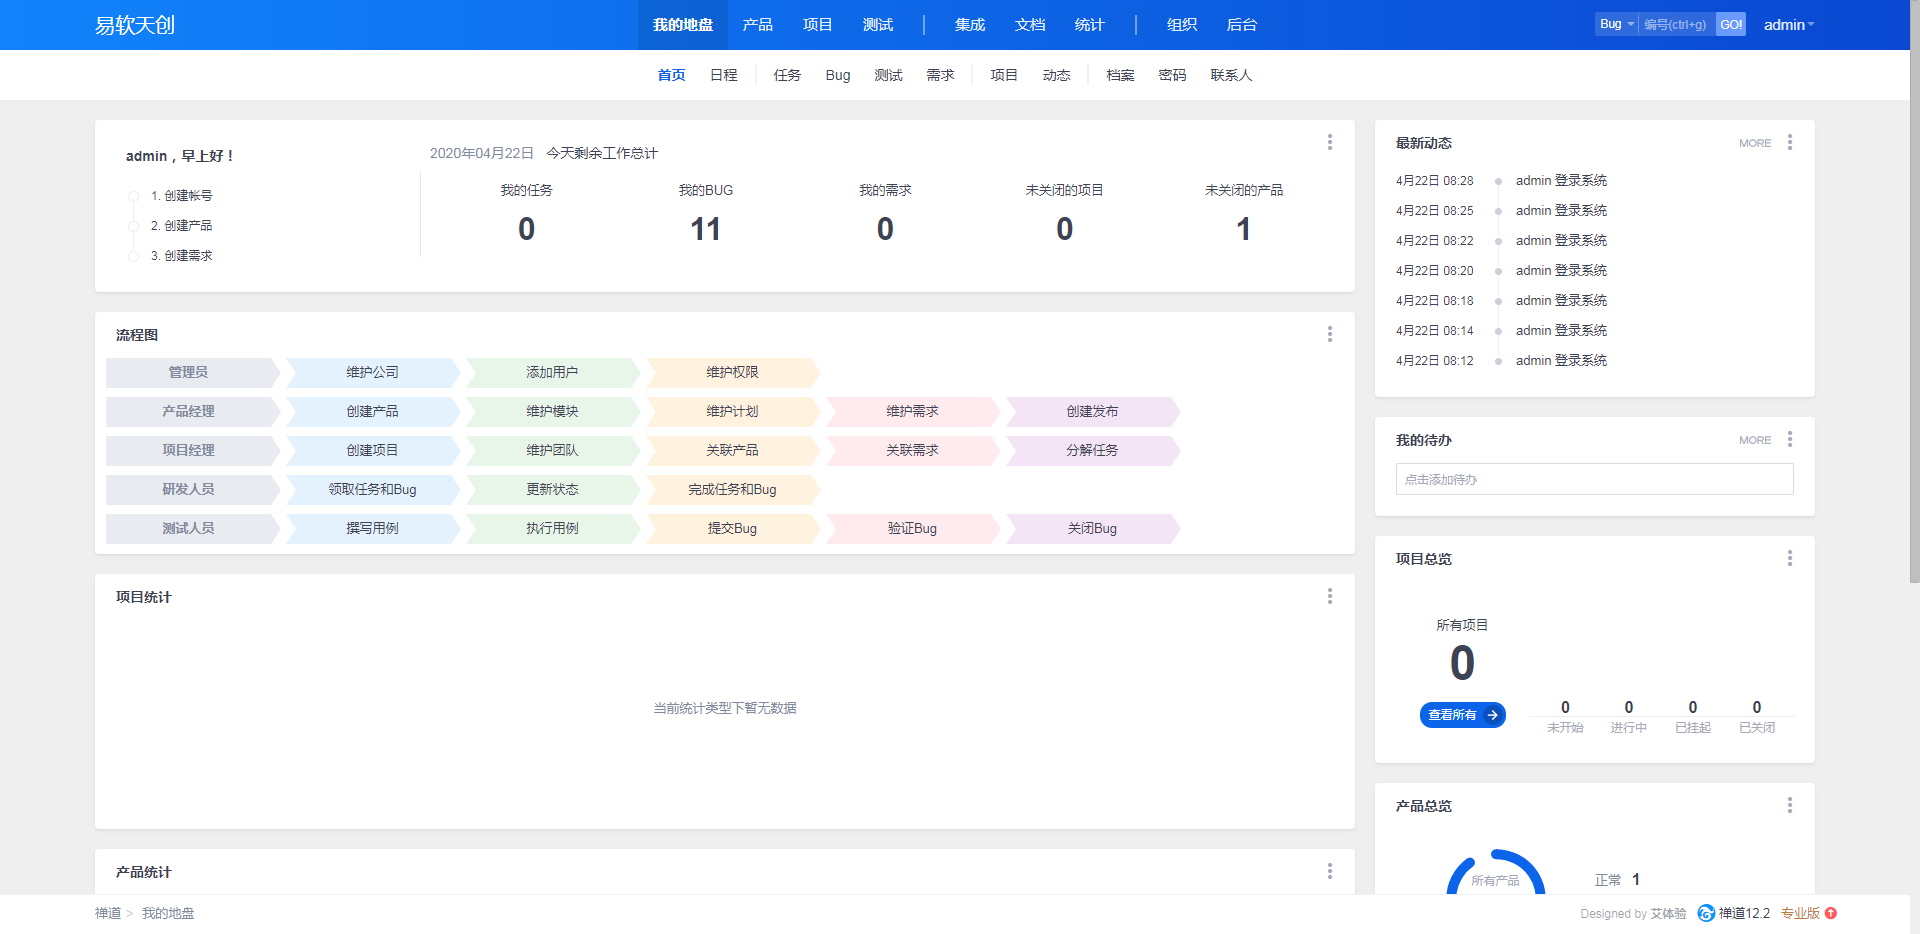 易软天创
我的地盘 产品 项目 测试 集成 文档 统计 组织 后台
Bug 编号(ctrl+g) GO! admin
首页 日程 任务 Bug 测试 需求 项目 动态 档案 密码 联系人
admin，早上好！
1. 创建帐号
2. 创建产品
3. 创建需求
2020年04月22日 今天剩余工作总计
我的任务 我的BUG 我的需求 未关闭的项目 未关闭的产品
0 11 0 0 1
流程图
管理员 维护公司 添加用户 维护权限
产品经理 创建产品 维护模块 维护计划 维护需求 创建发布
项目经理 创建项目 维护团队 关联产品 关联需求 分解任务
研发人员 领取任务和Bug 更新状态 完成任务和Bug
测试人员 撰写用例 执行用例 提交Bug 验证Bug 关闭Bug
项目统计
当前统计类型下暂无数据
产品统计
最新动态 MORE
4月22日 08:28 admin 登录系统
4月22日 08:25 admin 登录系统
4月22日 08:22 admin 登录系统
4月22日 08:20 admin 登录系统
4月22日 08:18 admin 登录系统
4月22日 08:14 admin 登录系统
4月22日 08:12 admin 登录系统
我的待办 MORE
点击添加待办
项目总览
所有项目
0
查看所有
0 0 0 0
未开始 进行中 已挂起 已关闭
产品总览
所有产品
正常 1
禅道 > 我的地盘
Designed by 艾体验 禅道12.2 专业版